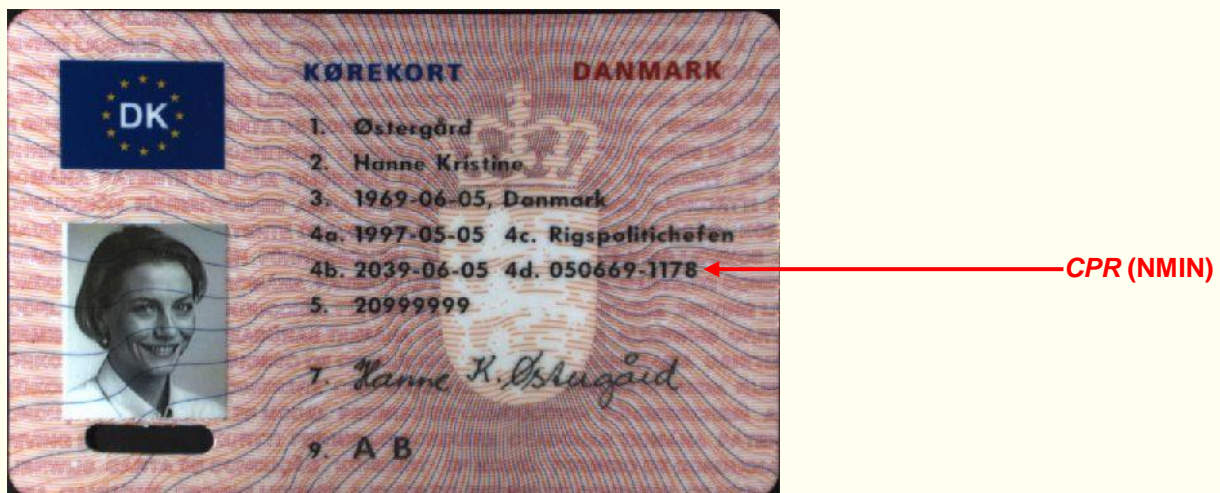 KØREKORT DANMARK
DK
1. Østergård
2. Hanne Kristine
3. 1969-06-05, Danmark
4a. 1997-05-05 4c. Rigspolitichefen
4b. 2039-06-05 4d. 050669-1178
CPR (NMIN)
5. 20999999
7. Hanne K. Østergård
9. A B